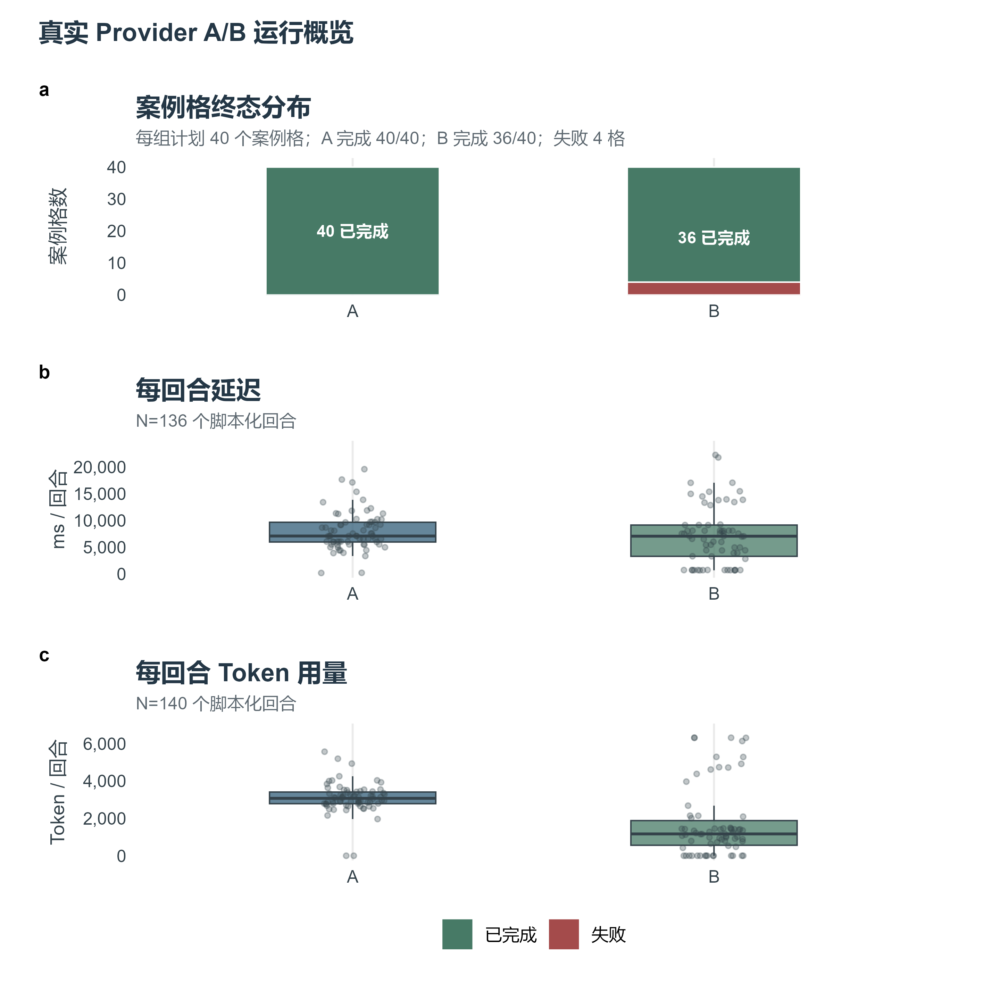 真实 Provider A/B 运行概览
a
案例格终态分布
每组计划 40 个案例格；A 完成 40/40；B 完成 36/40；失败 4 格
案例格数
40
30
20
10
0
40 已完成
36 已完成
A
B
b
每回合延迟
N=136 个脚本化回合
ms / 回合
20,000
15,000
10,000
5,000
0
A
B
c
每回合 Token 用量
N=140 个脚本化回合
Token / 回合
6,000
4,000
2,000
0
A
B
已完成
失败